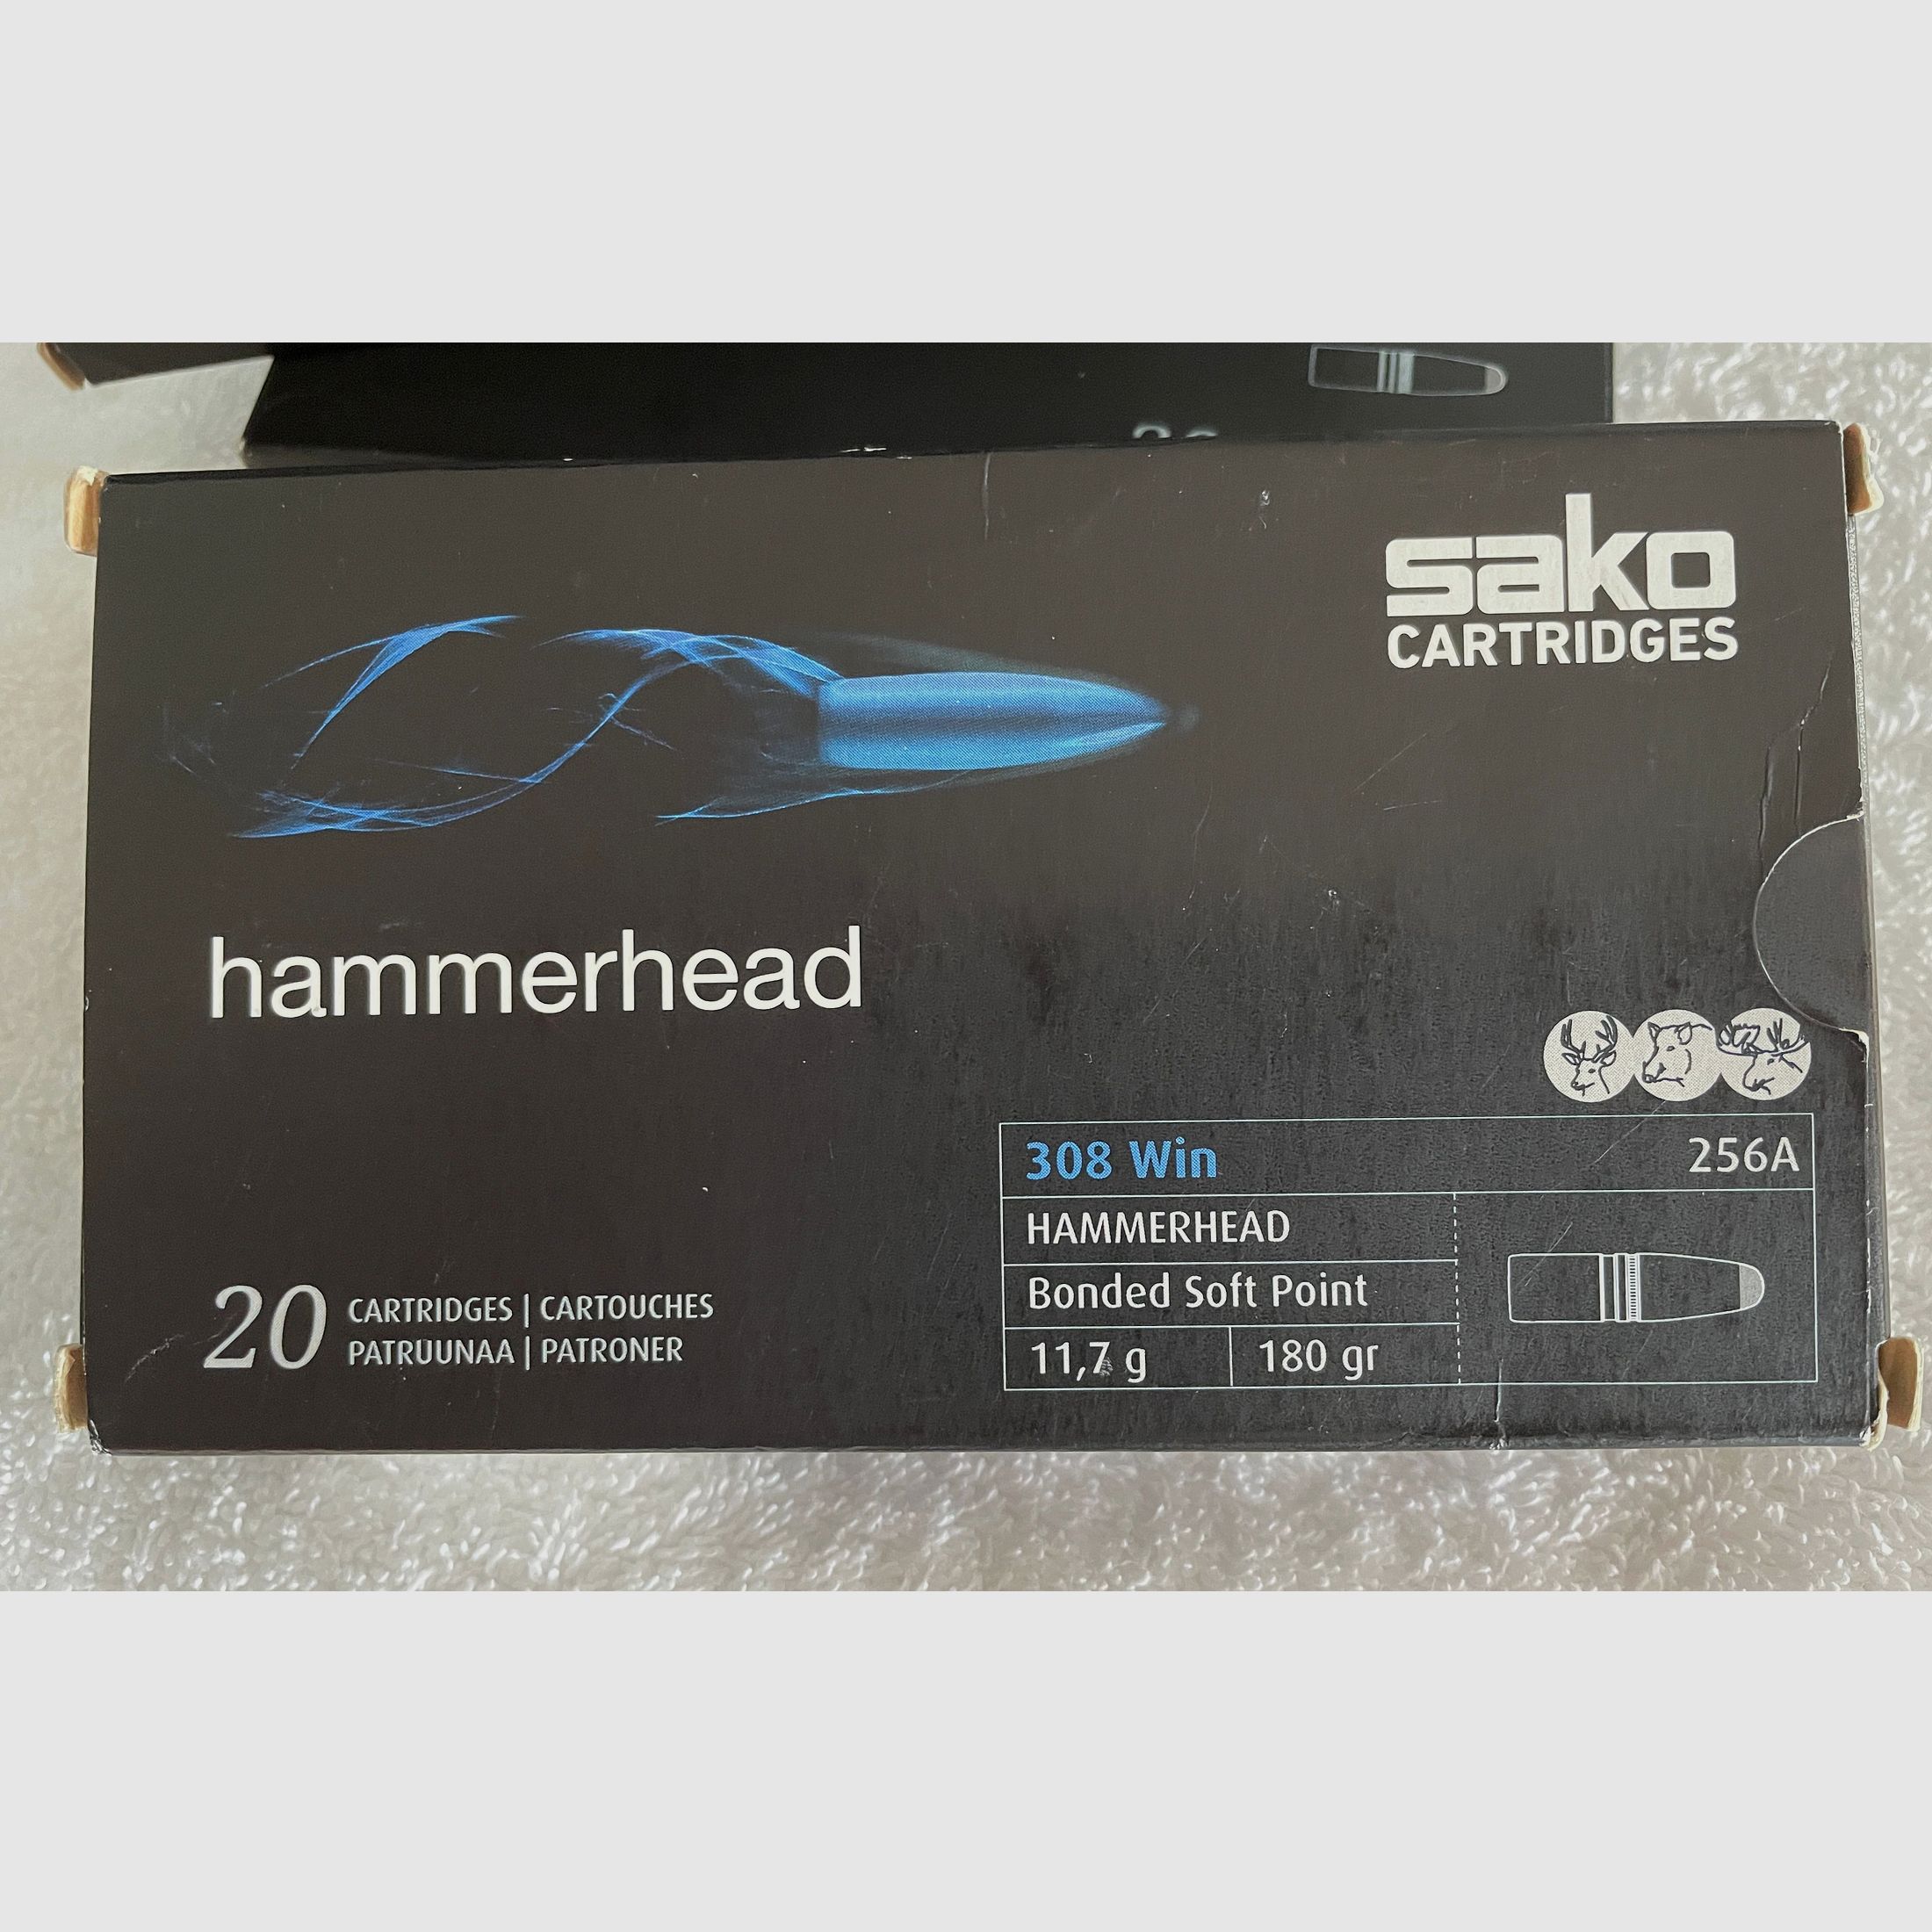 sako
CARTRIDGES
hammerhead
308 Win 256A
HAMMERHEAD
Bonded Soft Point
11,7 g 180 gr
20 CARTRIDGES | CARTOUCHES
PATRUUNAA | PATRONER